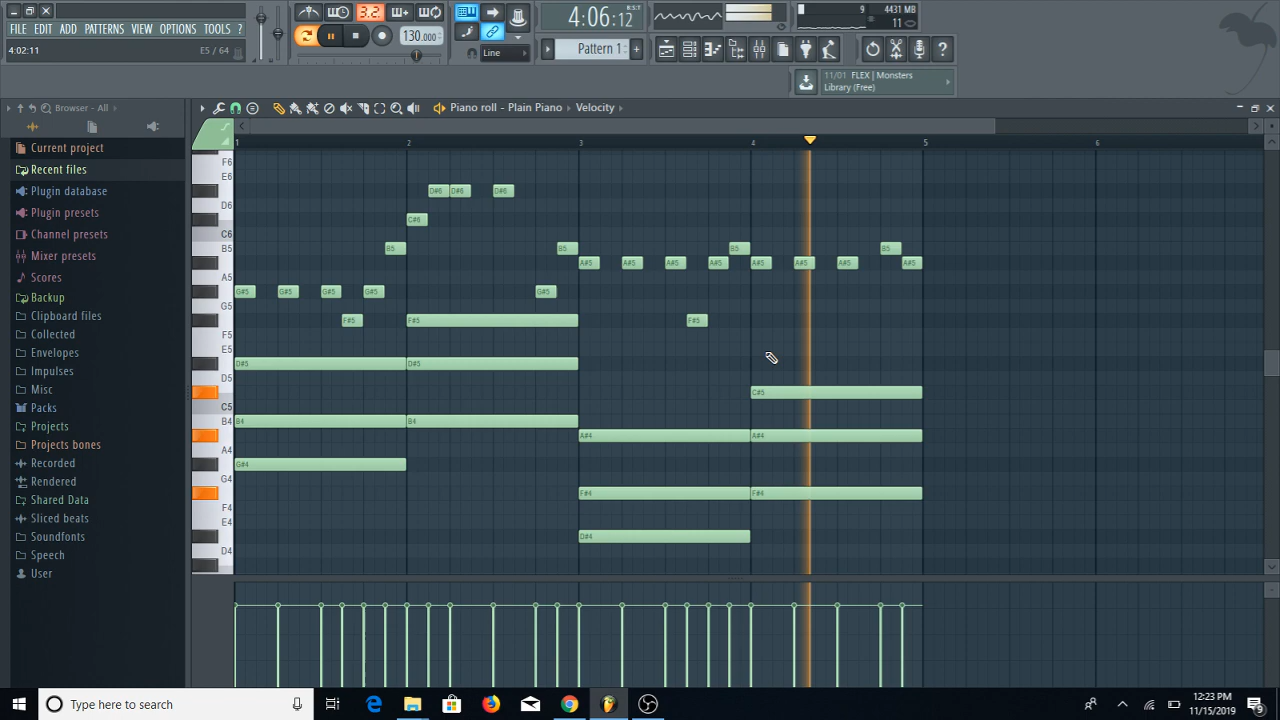 FILE EDIT ADD PATTERNS VIEW OPTIONS TOOLS ?
4:02:11 E5 / 64
3.2
130.000
Line
B:S:T
4:06:12
Pattern 1
9 4431 MB
11
11/01 FLEX | Monsters
Library (Free)
Browser - All
Piano roll - Plain Piano Velocity
Current project
Recent files
Plugin database
Plugin presets
Channel presets
Mixer presets
Scores
Backup
Clipboard files
Collected
Envelopes
Impulses
Misc
Packs
Projects
Projects bones
Recorded
Rendered
Shared Data
Sliced beats
Soundfonts
Speech
User
1 2 3 4 5 6
F6
E6 D#6 D#6 D#6
D6
C#6
C6
B5 B5 B5 B5 B5
A#5 A#5 A#5 A#5 A#5 A#5 A#5 A#5
A5
G#5 G#5 G#5 G#5 G#5
G5
F#5 F#5 F#5
F5
E5
D#5 D#5
D5
C#5
C5
B4 B4 B4
A#4 A#4
A4
G#4
G4
F#4 F#4
F4
E4
D#4
D4
Type here to search
12:23 PM
11/15/2019